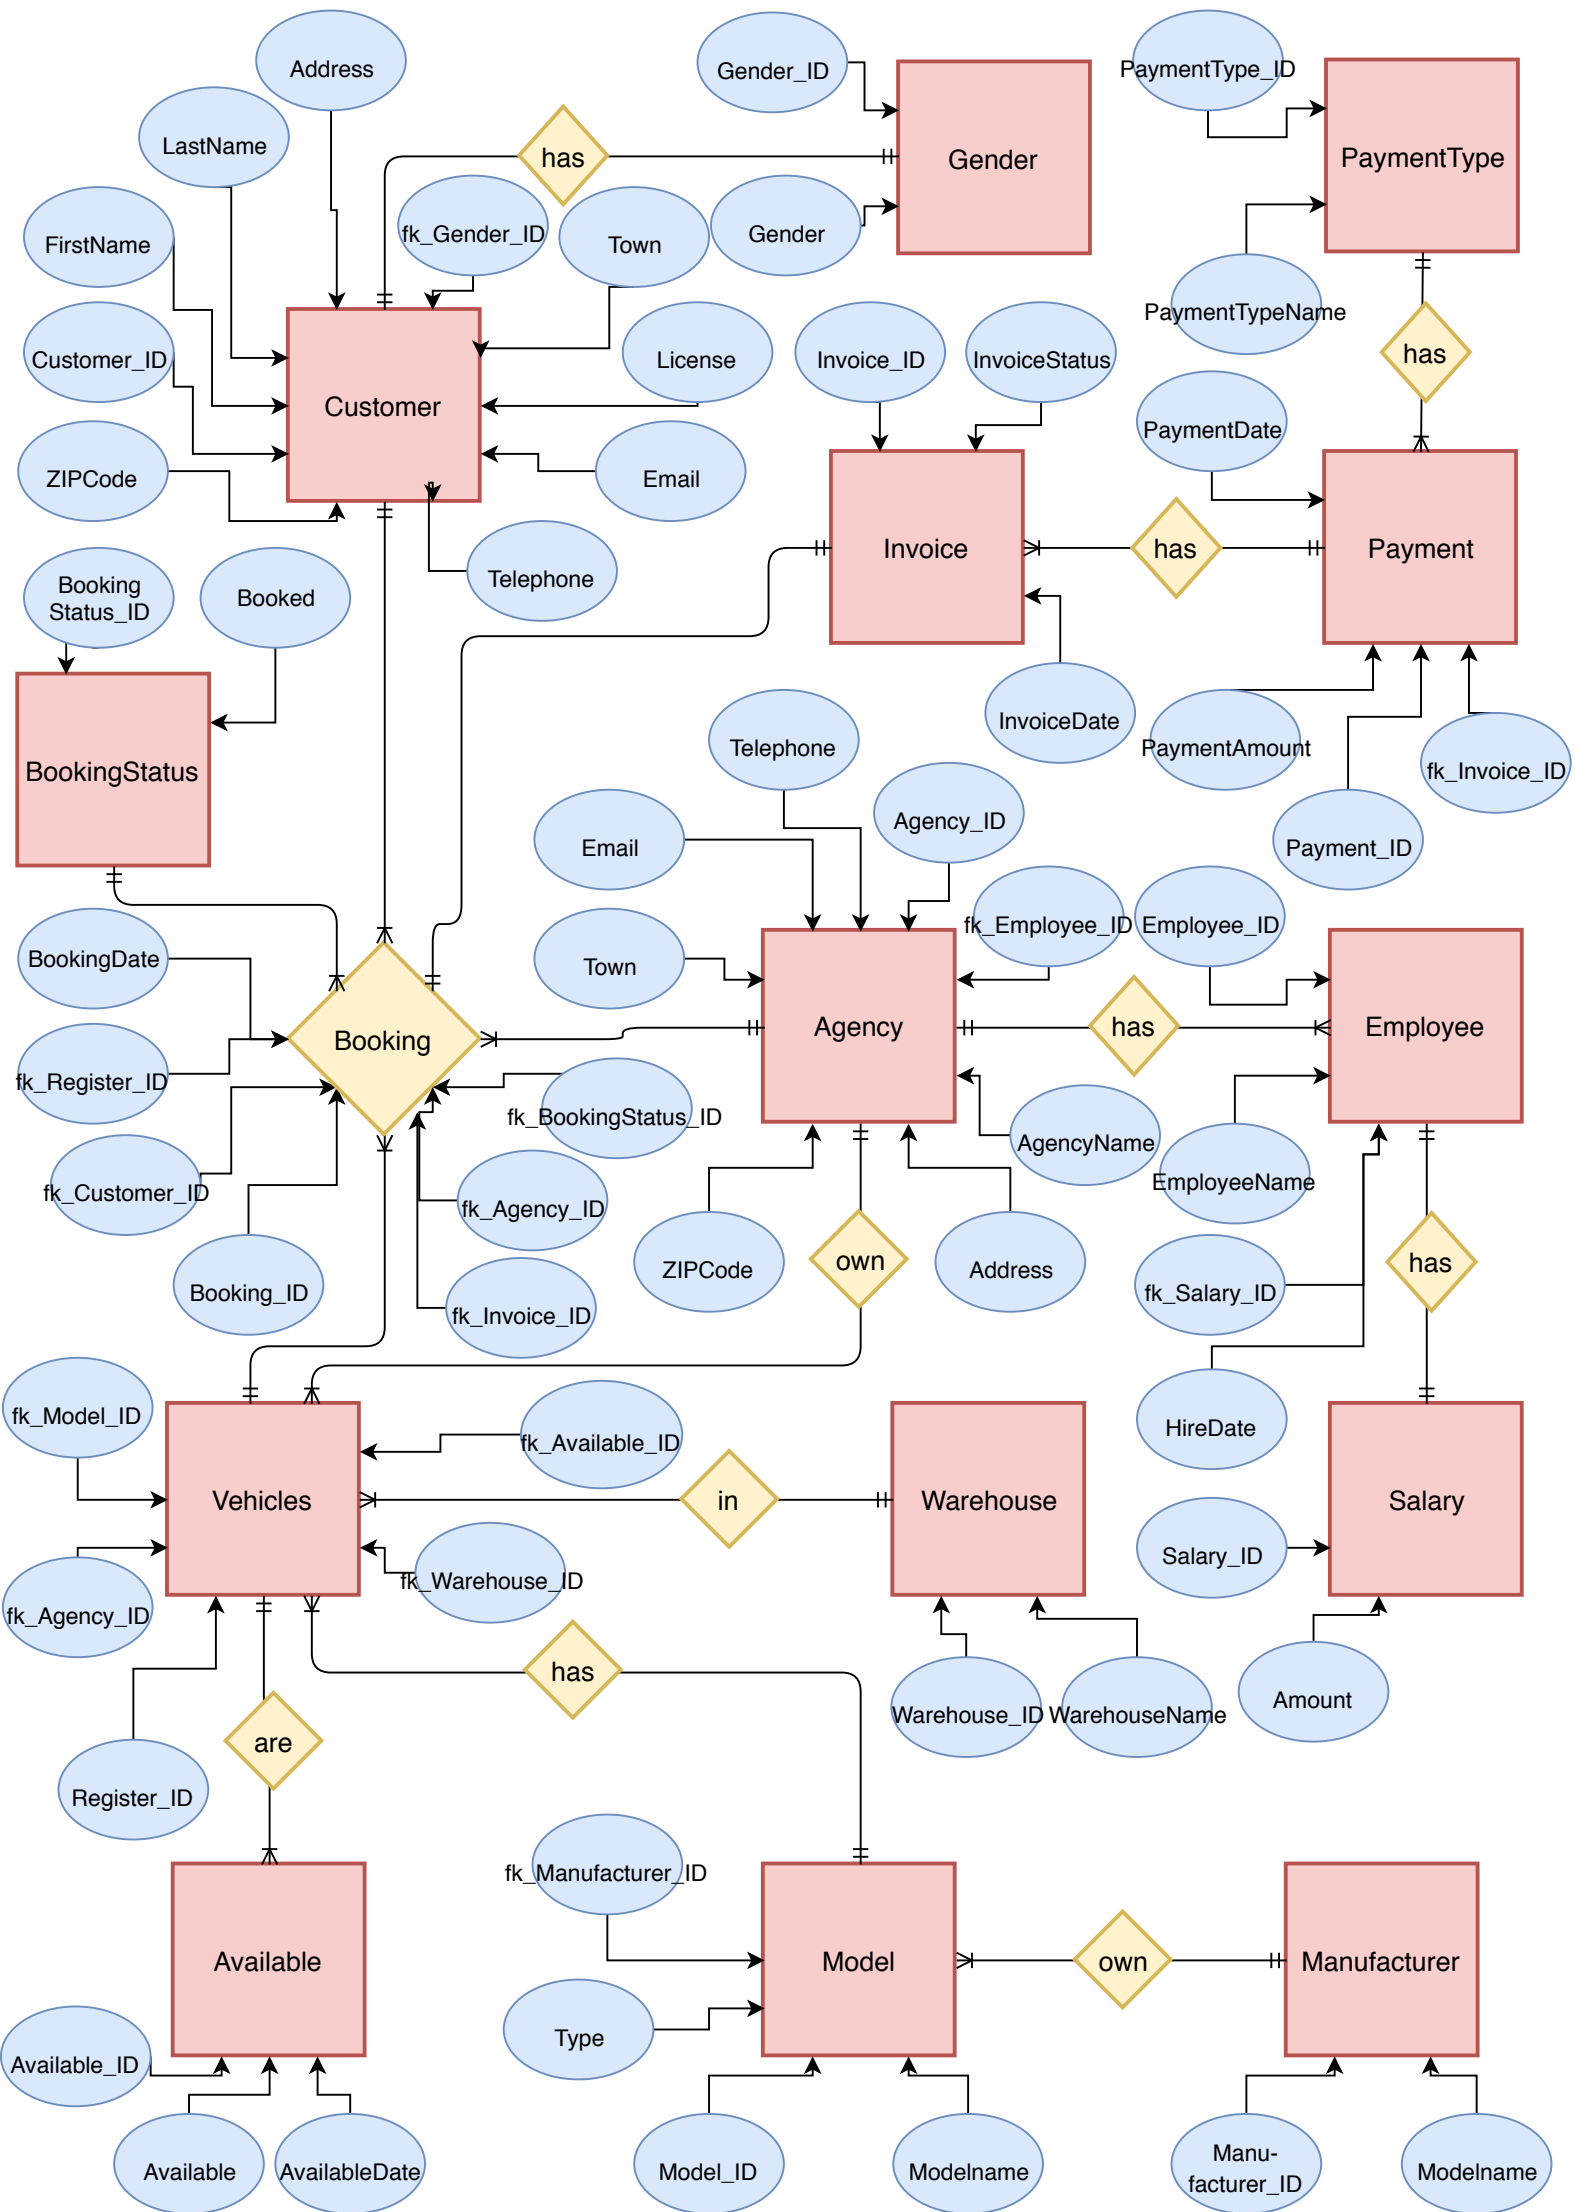 Address
Gender_ID
PaymentType_ID
LastName
has
Gender
PaymentType
FirstName
fk_Gender_ID
Town
Gender
PaymentTypeName
Customer_ID
License
Invoice_ID
InvoiceStatus
has
Customer
PaymentDate
ZIPCode
Email
Invoice
has
Payment
Booking
Status_ID
Booked
Telephone
InvoiceDate
PaymentAmount
fk_Invoice_ID
BookingStatus
Telephone
Agency_ID
Email
Payment_ID
BookingDate
Town
fk_Employee_ID
Employee_ID
fk_Register_ID
Booking
Agency
has
Employee
fk_BookingStatus_ID
AgencyName
fk_Customer_ID
fk_Agency_ID
EmployeeName
Booking_ID
fk_Invoice_ID
ZIPCode
own
Address
fk_Salary_ID
has
fk_Model_ID
fk_Available_ID
HireDate
Vehicles
in
Warehouse
Salary
fk_Agency_ID
fk_Warehouse_ID
Salary_ID
has
Warehouse_ID
WarehouseName
Amount
are
Register_ID
fk_Manufacturer_ID
Available
Model
own
Manufacturer
Available_ID
Type
Available
AvailableDate
Model_ID
Modelname
Manu-
facturer_ID
Modelname